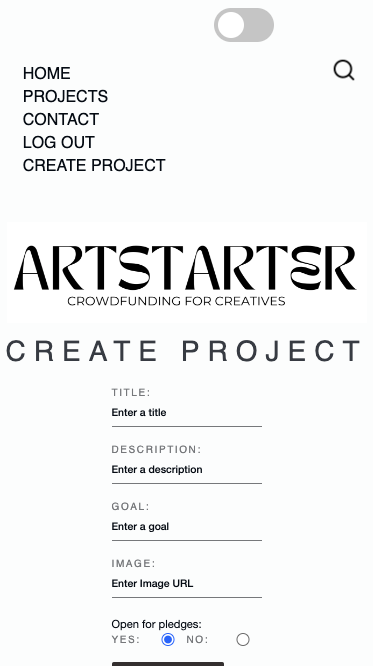 HOME
PROJECTS
CONTACT
LOG OUT
CREATE PROJECT
ARTSTARTER
CROWDFUNDING FOR CREATIVES
CREATE PROJECT
TITLE:
Enter a title
DESCRIPTION:
Enter a description
GOAL:
Enter a goal
IMAGE:
Enter Image URL
Open for pledges:
YES: NO: